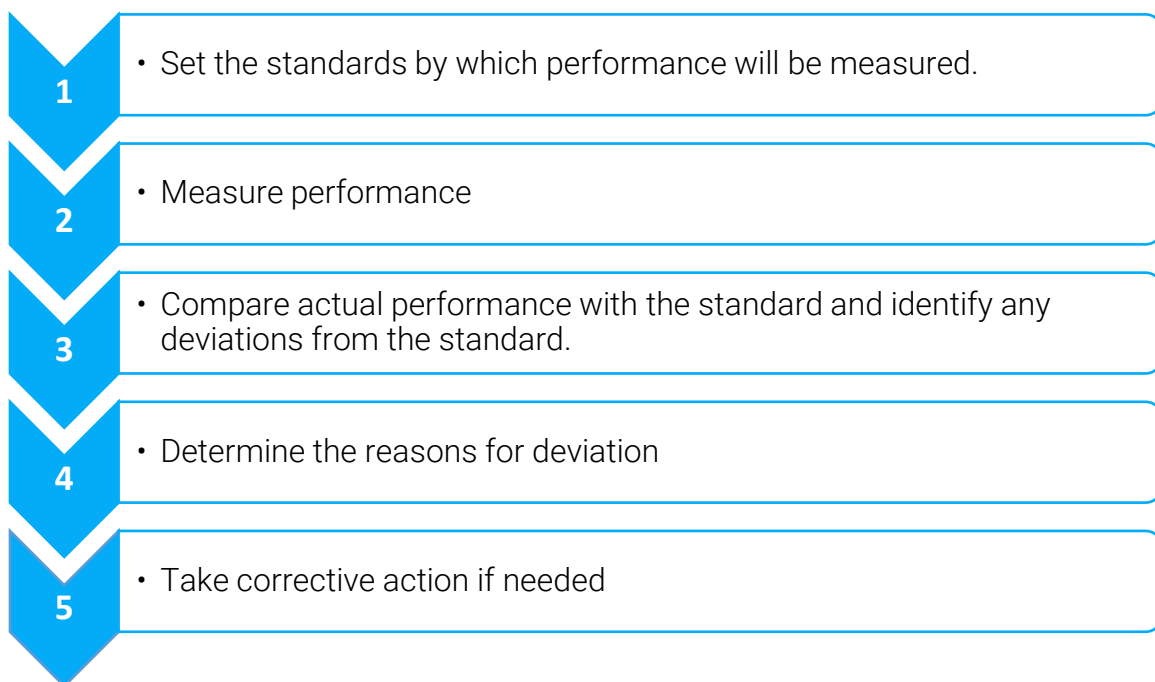 1
• Set the standards by which performance will be measured.
2
• Measure performance
3
• Compare actual performance with the standard and identify any
deviations from the standard.
4
• Determine the reasons for deviation
5
• Take corrective action if needed